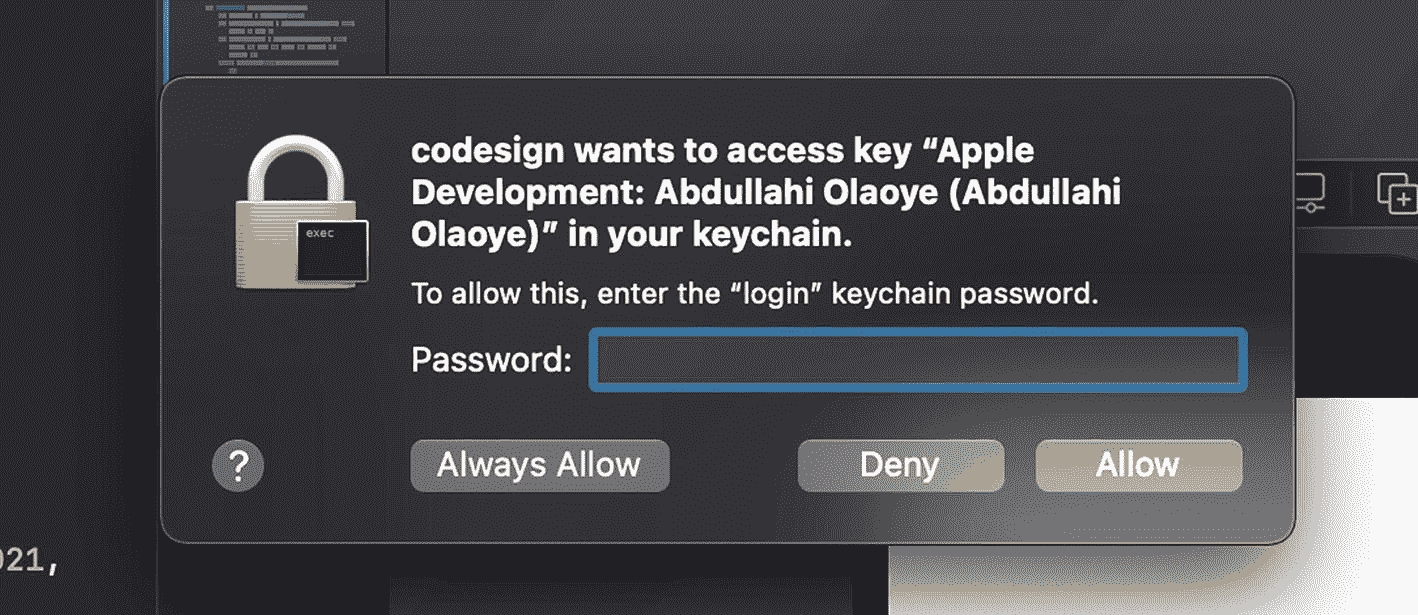 codesign wants to access key “Apple
Development: Abdullahi Olaoye (Abdullahi
Olaoye)” in your keychain.
exec
To allow this, enter the “login” keychain password.
Password:
?
Always Allow
Deny
Allow
021,